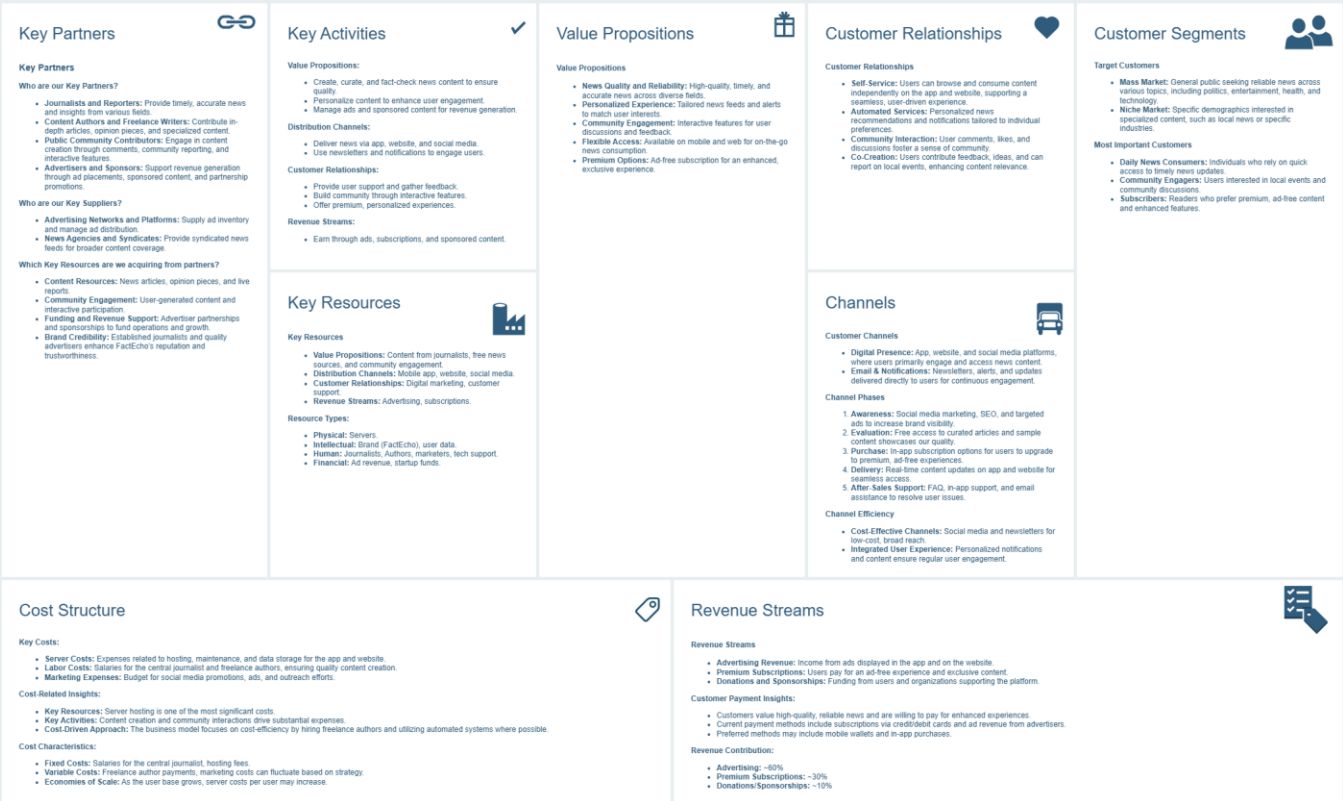 Key Partners
Key Partners
Who are our Key Partners?
Journalists and Reporters: Provide timely, accurate news
and insights from various fields.
Content Authors and Freelance Writers: Contribute in-
depth articles, opinion pieces, and specialized content.
Public Community Contributors: Engage in content
creation through comments, community reporting, and
interactive features.
Advertisers and Sponsors: Support revenue generation
through ad placements, sponsored content, and partnership
promotions.
Who are our Key Suppliers?
Advertising Networks and Platforms: Supply ad inventory
and manage ad distribution.
News Agencies and Syndicates: Provide syndicated news
feeds for broader content coverage.
Which Key Resources are we acquiring from partners?
Content Resources: News articles, opinion pieces, and live
reports.
Community Engagement: User-generated content and
interactive participation.
Funding and Revenue Support: Advertiser partnerships
and sponsorships to fund operations and growth.
Brand Credibility: Established journalists and quality
advertisers enhance FactEcho's reputation and
trustworthiness.
Key Activities
Value Propositions:
Create, curate, and fact-check news content to ensure
quality.
Personalize content to enhance user engagement.
Manage ads and sponsored content for revenue generation.
Distribution Channels:
Deliver news via app, website, and social media.
Use newsletters and notifications to engage users.
Customer Relationships:
Provide user support and gather feedback.
Build community through interactive features.
Offer premium, personalized experiences.
Revenue Streams:
Earn through ads, subscriptions, and sponsored content.
Key Resources
Key Resources
Value Propositions: Content from journalists, free news
sources, and community engagement.
Distribution Channels: Mobile app, website, social media.
Customer Relationships: Digital marketing, customer
support.
Revenue Streams: Advertising, subscriptions.
Resource Types:
Physical: Servers.
Intellectual: Brand (FactEcho), user data.
Human: Journalists, Authors, marketers, tech support.
Financial: Ad revenue, startup funds.
Value Propositions
Value Propositions
News Quality and Reliability: High-quality, timely, and
accurate news across diverse fields.
Personalized Experience: Tailored news feeds and alerts
to match user interests.
Community Engagement: Interactive features for user
discussions and feedback.
Flexible Access: Available on mobile and web for on-the-go
news consumption.
Premium Options: Ad-free subscription for an enhanced,
exclusive experience.
Customer Relationships
Customer Relationships
Self-Service: Users can browse and consume content
independently on the app and website, supporting a
seamless, user-driven experience.
Automated Services: Personalized news
recommendations and notifications tailored to individual
preferences.
Community Interaction: User comments, likes, and
discussions foster a sense of community.
Co-Creation: Users contribute feedback, ideas, and can
report on local events, enhancing content relevance.
Channels
Customer Channels
Digital Presence: App, website, and social media platforms,
where users primarily engage and access news content.
Email & Notifications: Newsletters, alerts, and updates
delivered directly to users for continuous engagement.
Channel Phases
1. Awareness: Social media marketing, SEO, and targeted
ads to increase brand visibility.
2. Evaluation: Free access to curated articles and sample
content showcases our quality.
3. Purchase: In-app subscription options for users to upgrade
to premium, ad-free experiences.
4. Delivery: Real-time content updates on app and website for
seamless access.
5. After-Sales Support: FAQ, in-app support, and email
assistance to resolve user issues.
Channel Efficiency
Cost-Effective Channels: Social media and newsletters for
low-cost, broad reach.
Integrated User Experience: Personalized notifications
and content ensure regular user engagement.
Customer Segments
Target Customers
Mass Market: General public seeking reliable news across
various topics, including politics, entertainment, health, and
technology.
Niche Market: Specific demographics interested in
specialized content, such as local news or specific
industries.
Most Important Customers
Daily News Consumers: Individuals who rely on quick
access to timely news updates.
Community Engagers: Users interested in local events and
community discussions.
Subscribers: Readers who prefer premium, ad-free content
and enhanced features.
Cost Structure
Key Costs:
Server Costs: Expenses related to hosting, maintenance, and data storage for the app and website.
Labor Costs: Salaries for the central journalist and freelance authors, ensuring quality content creation.
Marketing Expenses: Budget for social media promotions, ads, and outreach efforts.
Cost-Related Insights:
Key Resources: Server hosting is one of the most significant costs.
Key Activities: Content creation and community interactions drive substantial expenses.
Cost-Driven Approach: The business model focuses on cost-efficiency by hiring freelance authors and utilizing automated systems where possible.
Cost Characteristics:
Fixed Costs: Salaries for the central journalist, hosting fees.
Variable Costs: Freelance author payments, marketing costs can fluctuate based on strategy.
Economies of Scale: As the user base grows, server costs per user may increase.
Revenue Streams
Revenue Streams
Advertising Revenue: Income from ads displayed in the app and on the website.
Premium Subscriptions: Users pay for an ad-free experience and exclusive content.
Donations and Sponsorships: Funding from users and organizations supporting the platform.
Customer Payment Insights:
Customers value high-quality, reliable news and are willing to pay for enhanced experiences.
Current payment methods include subscriptions via credit/debit cards and ad revenue from advertisers.
Preferred methods may include mobile wallets and in-app purchases.
Revenue Contribution:
Advertising: ~60%
Premium Subscriptions: ~30%
Donations/Sponsorships: ~10%